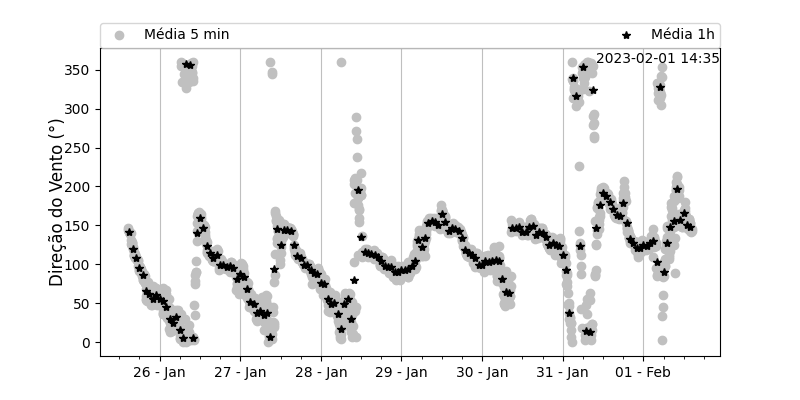 Média 5 min
Média 1h
2023-02-01 14:35
Direção do Vento (°)
350
300
250
200
150
100
50
0
26 - Jan
27 - Jan
28 - Jan
29 - Jan
30 - Jan
31 - Jan
01 - Feb